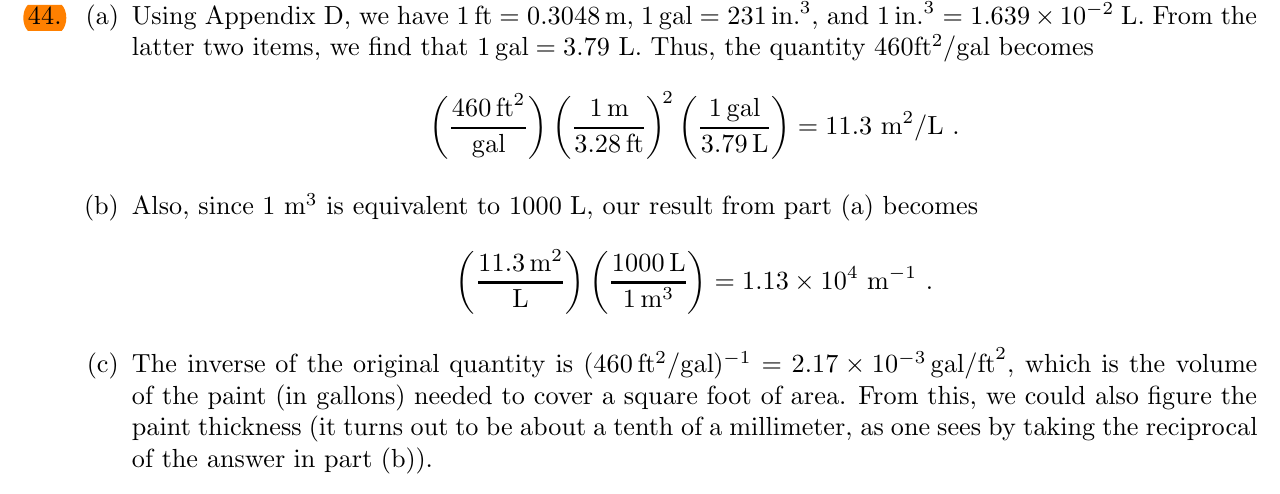 44. (a) Using Appendix D, we have 1 ft = 0.3048 m, 1 gal = 231 in.³, and 1 in.³ = 1.639 × 10⁻² L. From the
latter two items, we find that 1 gal = 3.79 L. Thus, the quantity 460ft²/gal becomes
(460 ft²/gal) (1 m/3.28 ft)² (1 gal/3.79 L) = 11.3 m²/L .
(b) Also, since 1 m³ is equivalent to 1000 L, our result from part (a) becomes
(11.3 m²/L) (1000 L/1 m³) = 1.13 × 10⁴ m⁻¹ .
(c) The inverse of the original quantity is (460 ft²/gal)⁻¹ = 2.17 × 10⁻³ gal/ft², which is the volume
of the paint (in gallons) needed to cover a square foot of area. From this, we could also figure the
paint thickness (it turns out to be about a tenth of a millimeter, as one sees by taking the reciprocal
of the answer in part (b)).